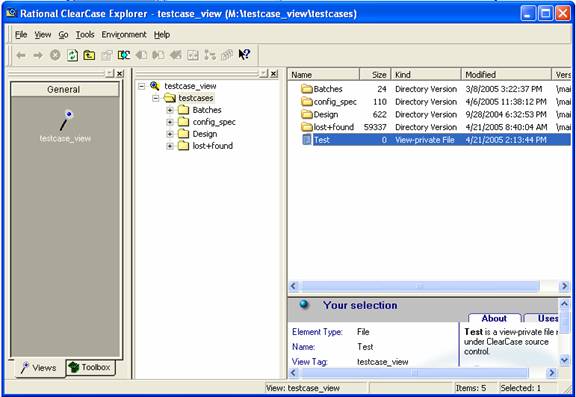 Rational ClearCase Explorer - testcase_view (M:\testcase_view\testcases)
File View Go Tools Environment Help
General
testcase_view
Views Toolbox
testcase_view
testcases
Batches
config_spec
Design
lost+found
Name Size Kind Modified Vers
Batches 24 Directory Version 3/8/2005 3:22:37 PM \mai
config_spec 110 Directory Version 4/6/2005 11:38:12 PM \mai
Design 622 Directory Version 9/28/2004 6:32:53 PM \mai
lost+found 59337 Directory Version 4/21/2005 8:40:04 AM \mai
Test 0 View-private File 4/21/2005 2:13:44 PM
Your selection
Element Type: File
Name: Test
View Tag: testcase_view
About Uses
Test is a view-private file
under ClearCase source
control.
View: testcase_view Items: 5 Selected: 1